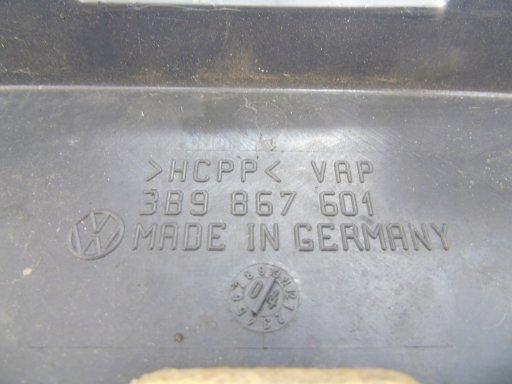 >HCPP< VAP
3B9 867 601
MADE IN GERMANY